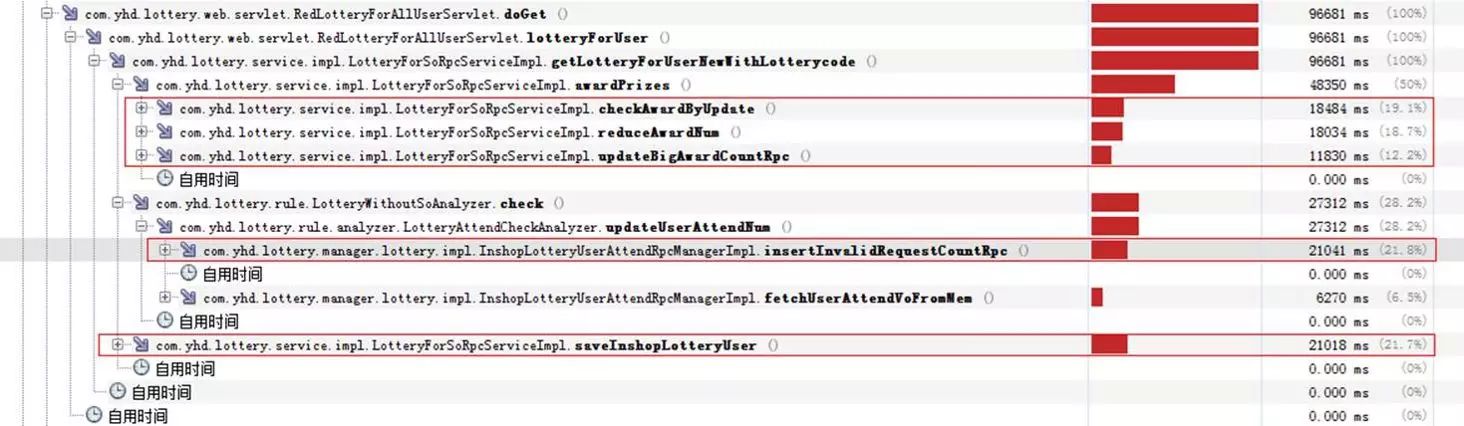 com.yhd.lottery.web.servlet.RedLotteryForAllUserServlet.doGet () 96681 ms (100%)
com.yhd.lottery.web.servlet.RedLotteryForAllUserServlet.lotteryForUser () 96681 ms (100%)
com.yhd.lottery.service.impl.LotteryForSoRpcServiceImpl.getLotteryForUserNewWithLotterycode () 96681 ms (100%)
com.yhd.lottery.service.impl.LotteryForSoRpcServiceImpl.awardPrizes () 48350 ms (50%)
com.yhd.lottery.service.impl.LotteryForSoRpcServiceImpl.checkAwardByUpdate () 18484 ms (19.1%)
com.yhd.lottery.service.impl.LotteryForSoRpcServiceImpl.reduceAwardNum () 18034 ms (18.7%)
com.yhd.lottery.service.impl.LotteryForSoRpcServiceImpl.updateBigAwardCountRpc () 11830 ms (12.2%)
自用时间 0.000 ms (0%)
com.yhd.lottery.rule.LotteryWithoutSoAnalyzer.check () 27312 ms (28.2%)
com.yhd.lottery.rule.analyzer.LotteryAttendCheckAnalyzer.updateUserAttendNum () 27312 ms (28.2%)
com.yhd.lottery.manager.lottery.impl.InshopLotteryUserAttendRpcManagerImpl.insertInvalidRequestCountRpc () 21041 ms (21.8%)
自用时间 0.000 ms (0%)
com.yhd.lottery.manager.lottery.impl.InshopLotteryUserAttendRpcManagerImpl.fetchUserAttendVoFromMem () 6270 ms (6.5%)
自用时间 0.000 ms (0%)
com.yhd.lottery.service.impl.LotteryForSoRpcServiceImpl.saveInshopLotteryUser () 21018 ms (21.7%)
自用时间 0.000 ms (0%)
自用时间 0.000 ms (0%)
自用时间 0.000 ms (0%)